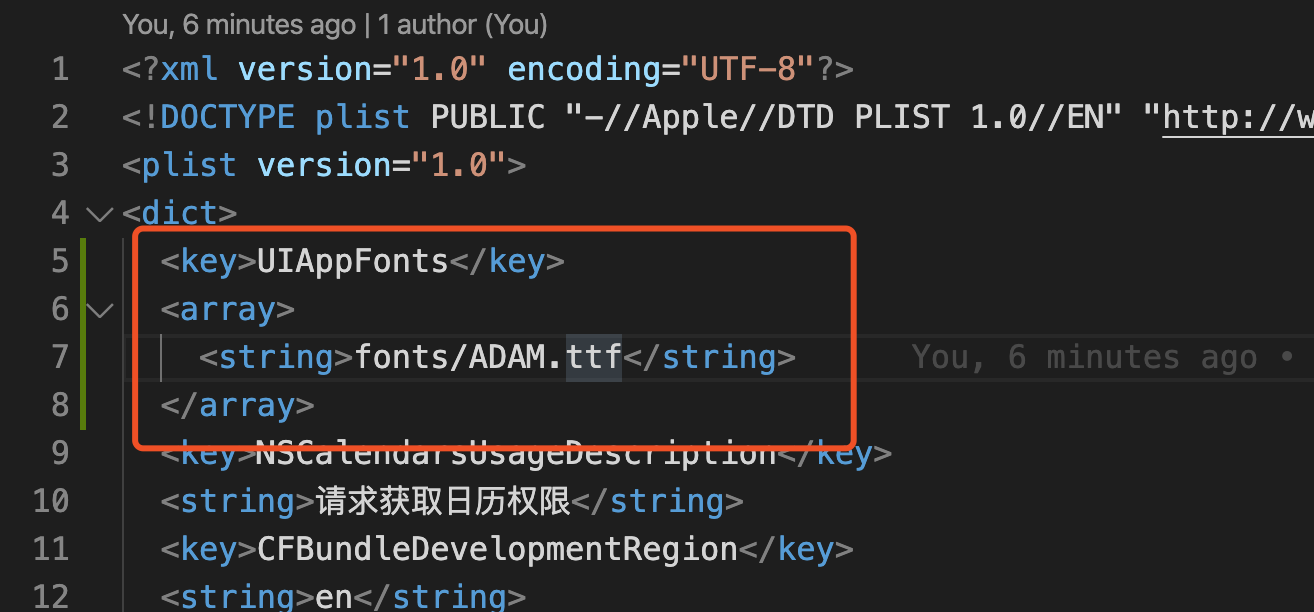 You, 6 minutes ago | 1 author (You)
1 <?xml version="1.0" encoding="UTF-8"?>
2 <!DOCTYPE plist PUBLIC "-//Apple//DTD PLIST 1.0//EN" "http://w
3 <plist version="1.0">
4 <dict>
5 <key>UIAppFonts</key>
6 <array>
7 <string>fonts/ADAM.ttf</string> You, 6 minutes ago •
8 </array>
9 <key>NSCalendarsUsageDescription</key>
10 <string>请求获取日历权限</string>
11 <key>CFBundleDevelopmentRegion</key>
12 <string>en</string>